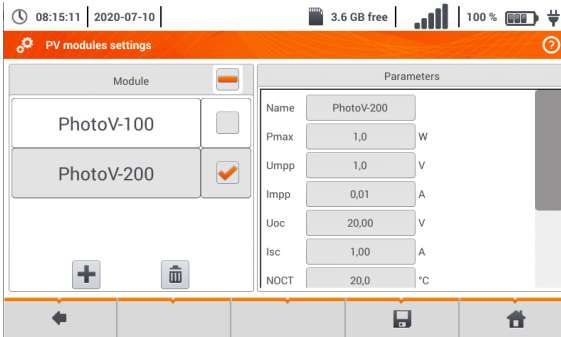 08:15:11 2020-07-10 3.6 GB free 100 %
PV modules settings ?
Module
PhotoV-100
PhotoV-200
Parameters
Name PhotoV-200
Pmax 1,0 W
Umpp 1,0 V
Impp 0,01 A
Uoc 20,00 V
Isc 1,00 A
NOCT 20,0 °C